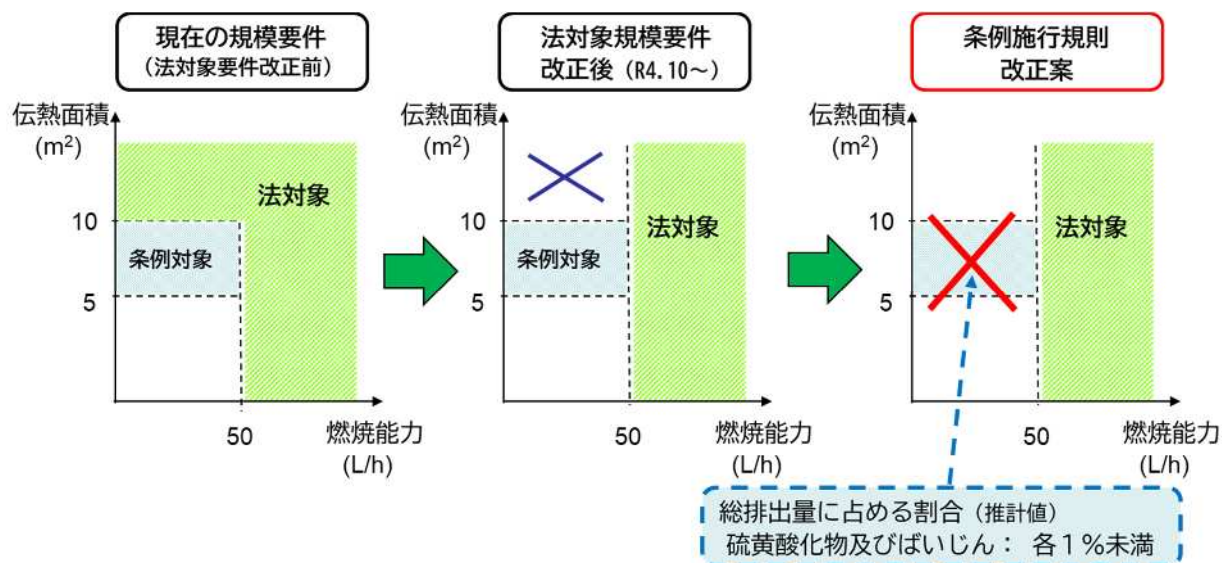 現在の規模要件
（法対象要件改正前）
伝熱面積
(m²)
法対象
10
条例対象
5
50
燃焼能力
(L/h)
法対象規模要件
改正後（R4.10～）
伝熱面積
(m²)
10
法対象
条例対象
5
50
燃焼能力
(L/h)
条例施行規則
改正案
伝熱面積
(m²)
10
法対象
5
50
燃焼能力
(L/h)
総排出量に占める割合（推計値）
硫黄酸化物及びばいじん： 各１％未満